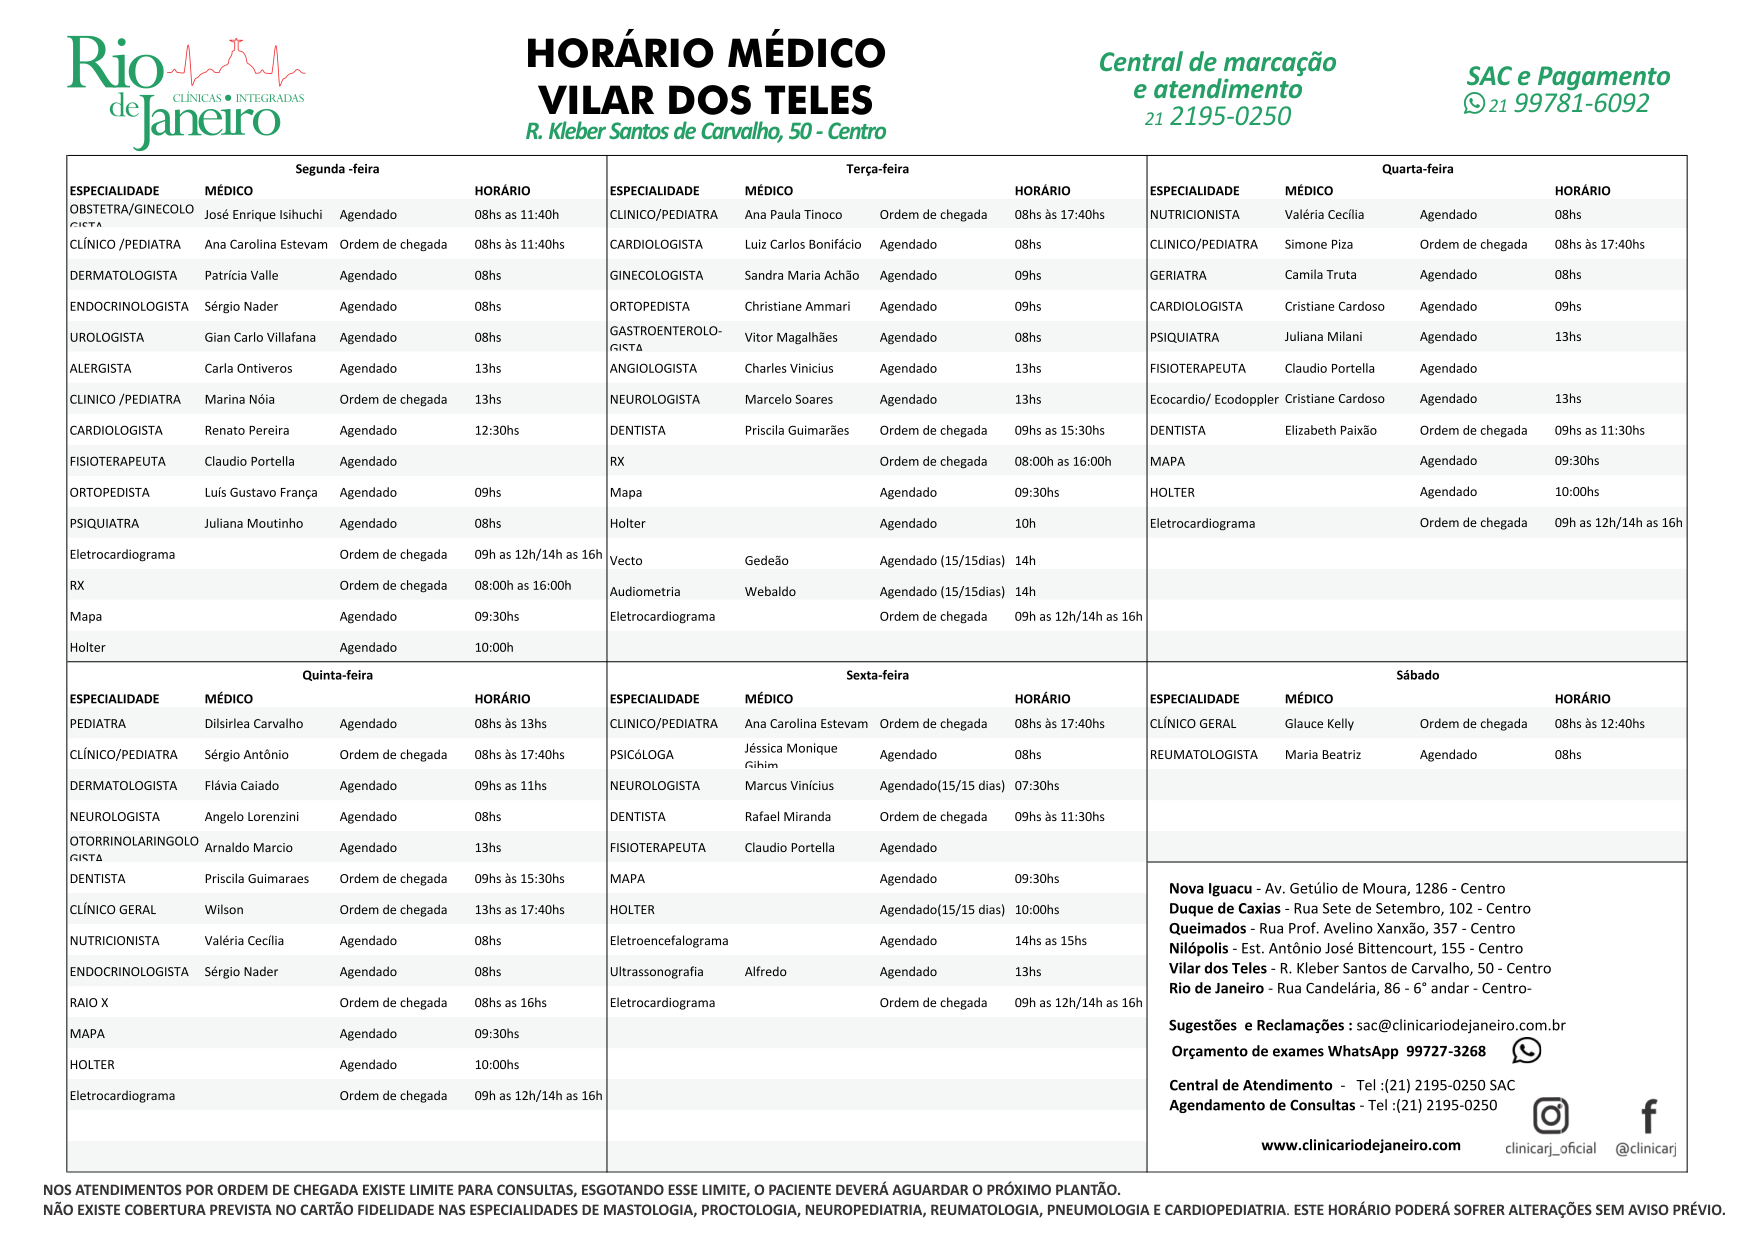 Rio
de Janeiro
CLÍNICAS ● INTEGRADAS
HORÁRIO MÉDICO
VILAR DOS TELES
R. Kleber Santos de Carvalho, 50 - Centro
Central de marcação
e atendimento
21 2195-0250
SAC e Pagamento
21 99781-6092
Segunda -feira
ESPECIALIDADE MÉDICO HORÁRIO
OBSTETRA/GINECOLO
GISTA José Enrique Isihuchi Agendado 08hs as 11:40h
CLÍNICO /PEDIATRA Ana Carolina Estevam Ordem de chegada 08hs às 11:40hs
DERMATOLOGISTA Patrícia Valle Agendado 08hs
ENDOCRINOLOGISTA Sérgio Nader Agendado 08hs
UROLOGISTA Gian Carlo Villafana Agendado 08hs
ALERGISTA Carla Ontiveros Agendado 13hs
CLINICO /PEDIATRA Marina Nóia Ordem de chegada 13hs
CARDIOLOGISTA Renato Pereira Agendado 12:30hs
FISIOTERAPEUTA Claudio Portella Agendado
ORTOPEDISTA Luís Gustavo França Agendado 09hs
PSIQUIATRA Juliana Moutinho Agendado 08hs
Eletrocardiograma Ordem de chegada 09h as 12h/14h as 16h
RX Ordem de chegada 08:00h as 16:00h
Mapa Agendado 09:30hs
Holter Agendado 10:00h
Terça-feira
ESPECIALIDADE MÉDICO HORÁRIO
CLINICO/PEDIATRA Ana Paula Tinoco Ordem de chegada 08hs às 17:40hs
CARDIOLOGISTA Luiz Carlos Bonifácio Agendado 08hs
GINECOLOGISTA Sandra Maria Achão Agendado 09hs
ORTOPEDISTA Christiane Ammari Agendado 09hs
GASTROENTEROLO-
GISTA Vitor Magalhães Agendado 08hs
ANGIOLOGISTA Charles Vinicius Agendado 13hs
NEUROLOGISTA Marcelo Soares Agendado 13hs
DENTISTA Priscila Guimarães Ordem de chegada 09hs as 15:30hs
RX Ordem de chegada 08:00h as 16:00h
Mapa Agendado 09:30hs
Holter Agendado 10h
Vecto Gedeão Agendado (15/15dias) 14h
Audiometria Webaldo Agendado (15/15dias) 14h
Eletrocardiograma Ordem de chegada 09h as 12h/14h as 16h
Quarta-feira
ESPECIALIDADE MÉDICO HORÁRIO
NUTRICIONISTA Valéria Cecília Agendado 08hs
CLINICO/PEDIATRA Simone Piza Ordem de chegada 08hs às 17:40hs
GERIATRA Camila Truta Agendado 08hs
CARDIOLOGISTA Cristiane Cardoso Agendado 09hs
PSIQUIATRA Juliana Milani Agendado 13hs
FISIOTERAPEUTA Claudio Portella Agendado
Ecocardio/ Ecodoppler Cristiane Cardoso Agendado 13hs
DENTISTA Elizabeth Paixão Ordem de chegada 09hs as 11:30hs
MAPA Agendado 09:30hs
HOLTER Agendado 10:00hs
Eletrocardiograma Ordem de chegada 09h as 12h/14h as 16h
Quinta-feira
ESPECIALIDADE MÉDICO HORÁRIO
PEDIATRA Dilsirlea Carvalho Agendado 08hs às 13hs
CLÍNICO/PEDIATRA Sérgio Antônio Ordem de chegada 08hs às 17:40hs
DERMATOLOGISTA Flávia Caiado Agendado 09hs as 11hs
NEUROLOGISTA Angelo Lorenzini Agendado 08hs
OTORRINOLARINGOLO
GISTA Arnaldo Marcio Agendado 13hs
DENTISTA Priscila Guimaraes Ordem de chegada 09hs às 15:30hs
CLÍNICO GERAL Wilson Ordem de chegada 13hs as 17:40hs
NUTRICIONISTA Valéria Cecília Agendado 08hs
ENDOCRINOLOGISTA Sérgio Nader Agendado 08hs
RAIO X Ordem de chegada 08hs as 16hs
MAPA Agendado 09:30hs
HOLTER Agendado 10:00hs
Eletrocardiograma Ordem de chegada 09h as 12h/14h as 16h
Sexta-feira
ESPECIALIDADE MÉDICO HORÁRIO
CLINICO/PEDIATRA Ana Carolina Estevam Ordem de chegada 08hs às 17:40hs
PSICóLOGA Jéssica Monique
Gibim Agendado 08hs
NEUROLOGISTA Marcus Vinícius Agendado(15/15 dias) 07:30hs
DENTISTA Rafael Miranda Ordem de chegada 09hs às 11:30hs
FISIOTERAPEUTA Claudio Portella Agendado
MAPA Agendado 09:30hs
HOLTER Agendado(15/15 dias) 10:00hs
Eletroencefalograma Agendado 14hs as 15hs
Ultrassonografia Alfredo Agendado 13hs
Eletrocardiograma Ordem de chegada 09h as 12h/14h as 16h
Sábado
ESPECIALIDADE MÉDICO HORÁRIO
CLÍNICO GERAL Glauce Kelly Ordem de chegada 08hs às 12:40hs
REUMATOLOGISTA Maria Beatriz Agendado 08hs
Nova Iguacu - Av. Getúlio de Moura, 1286 - Centro
Duque de Caxias - Rua Sete de Setembro, 102 - Centro
Queimados - Rua Prof. Avelino Xanxão, 357 - Centro
Nilópolis - Est. Antônio José Bittencourt, 155 - Centro
Vilar dos Teles - R. Kleber Santos de Carvalho, 50 - Centro
Rio de Janeiro - Rua Candelária, 86 - 6° andar - Centro-
Sugestões e Reclamações : sac@clinicariodejaneiro.com.br
Orçamento de exames WhatsApp 99727-3268
Central de Atendimento - Tel :(21) 2195-0250 SAC
Agendamento de Consultas - Tel :(21) 2195-0250
www.clinicariodejaneiro.com
clinicarj_oficial @clinicarj
NOS ATENDIMENTOS POR ORDEM DE CHEGADA EXISTE LIMITE PARA CONSULTAS, ESGOTANDO ESSE LIMITE, O PACIENTE DEVERÁ AGUARDAR O PRÓXIMO PLANTÃO.
NÃO EXISTE COBERTURA PREVISTA NO CARTÃO FIDELIDADE NAS ESPECIALIDADES DE MASTOLOGIA, PROCTOLOGIA, NEUROPEDIATRIA, REUMATOLOGIA, PNEUMOLOGIA E CARDIOPEDIATRIA. ESTE HORÁRIO PODERÁ SOFRER ALTERAÇÕES SEM AVISO PRÉVIO.